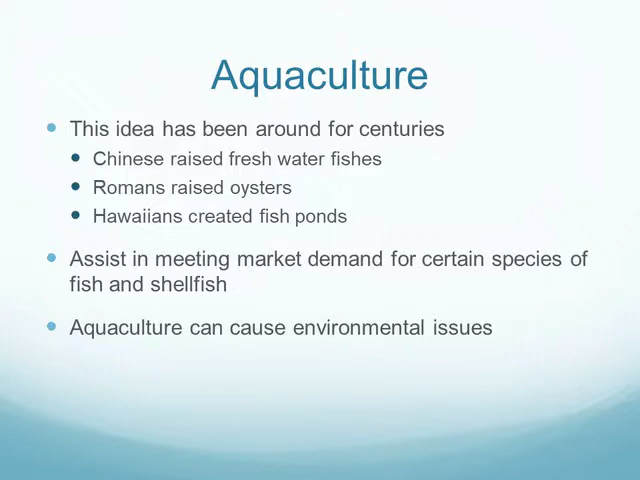 Aquaculture
This idea has been around for centuries
Chinese raised fresh water fishes
Romans raised oysters
Hawaiians created fish ponds
Assist in meeting market demand for certain species of
fish and shellfish
Aquaculture can cause environmental issues